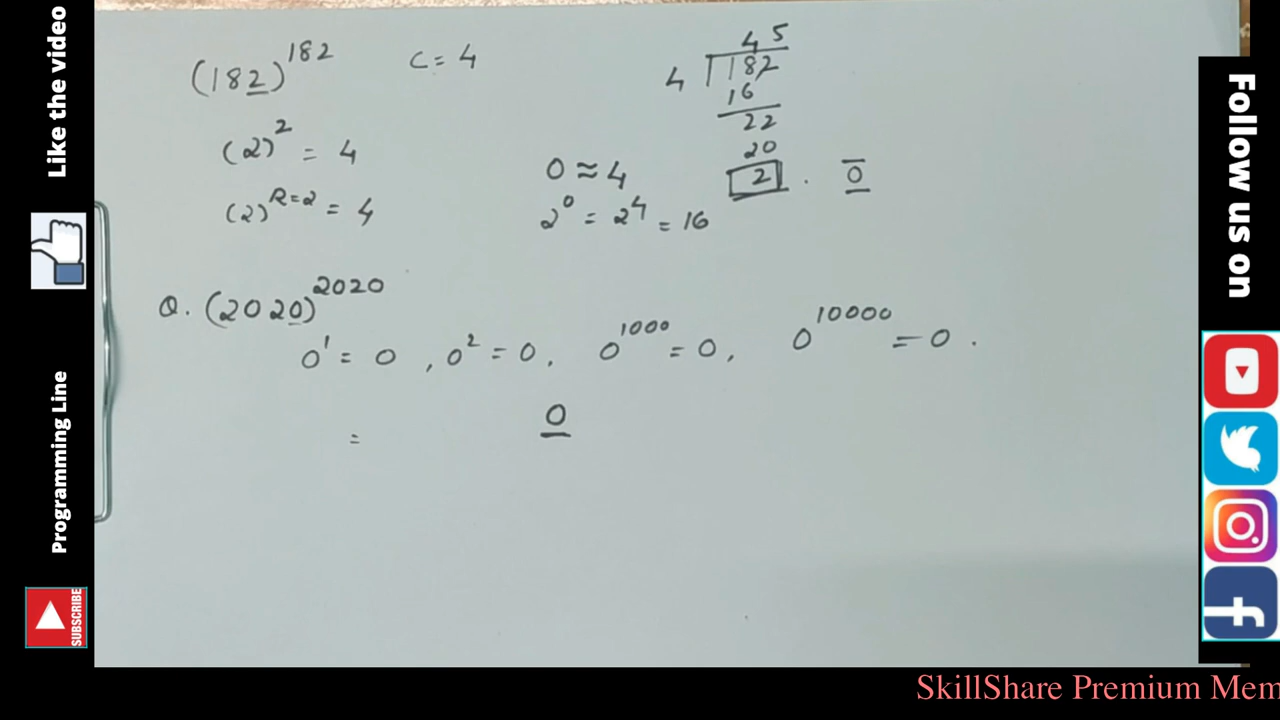 Like the video
Programming Line
SUBSCRIBE
(182)^182 C = 4
(2)^2 = 4
(2)^R=2 = 4
45
4 182
16
22
20
2 . 0
0 ≈ 4
2^0 = 2^4 = 16
Q. (2020)^2020
0^1 = 0 , 0^2 = 0, 0^1000 = 0, 0^10000 = 0 .
= 0
Follow us on
SkillShare Premium Mem